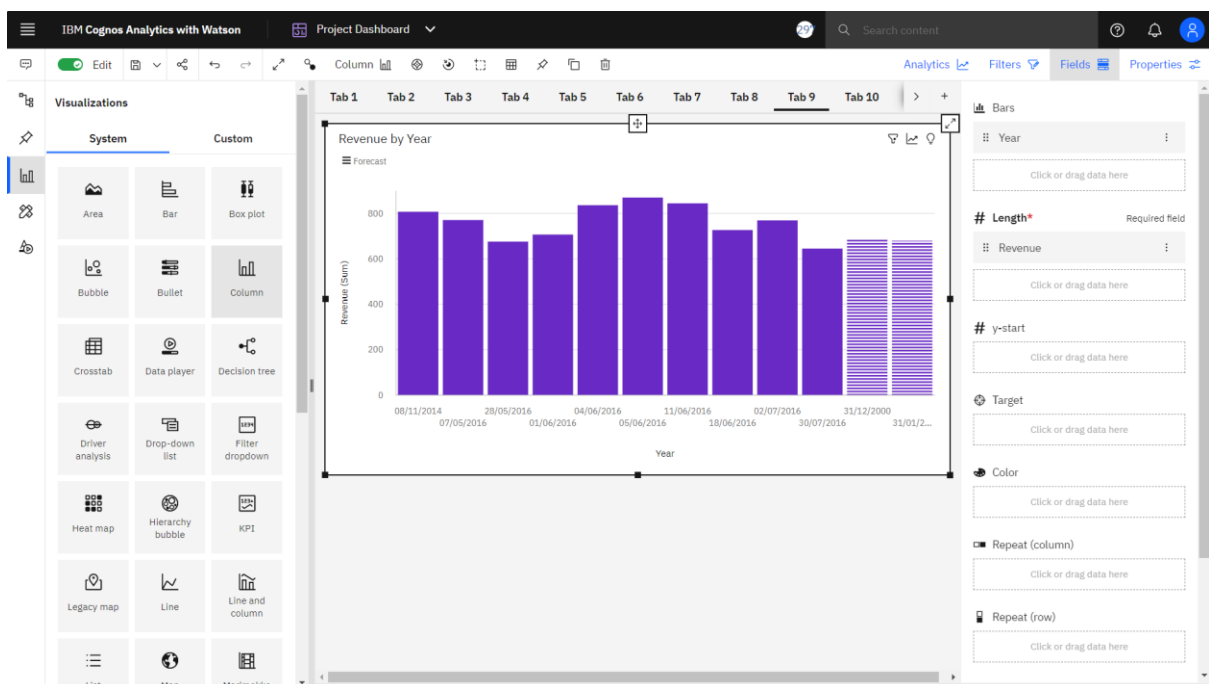 IBM Cognos Analytics with Watson
Project Dashboard
297
Search content
Edit
Column
Analytics
Filters
Fields
Properties
Visualizations
System
Custom
Area
Bar
Box plot
Bubble
Bullet
Column
Crosstab
Data player
Decision tree
Driver
analysis
Drop-down
list
Filter
dropdown
Heat map
Hierarchy
bubble
KPI
Legacy map
Line
Line and
column
Tab 1
Tab 2
Tab 3
Tab 4
Tab 5
Tab 6
Tab 7
Tab 8
Tab 9
Tab 10
Revenue by Year
Forecast
Revenue (Sum)
800
600
400
200
0
08/11/2014
07/05/2016
28/05/2016
01/06/2016
04/06/2016
05/06/2016
11/06/2016
18/06/2016
02/07/2016
30/07/2016
31/12/2000
31/01/2...
Year
Bars
Year
Click or drag data here
# Length*
Required field
Revenue
Click or drag data here
# y-start
Click or drag data here
Target
Click or drag data here
Color
Click or drag data here
Repeat (column)
Click or drag data here
Repeat (row)
Click or drag data here